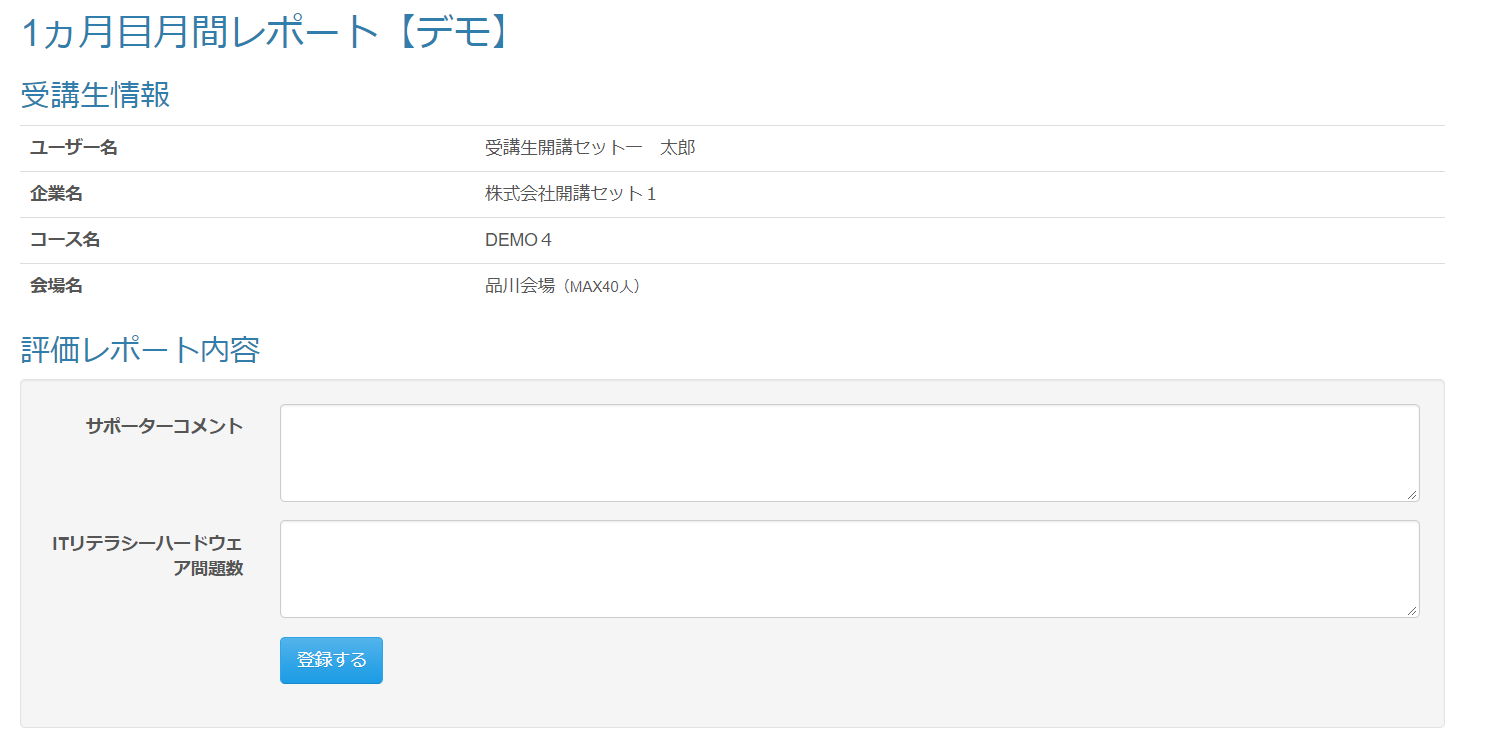 1ヵ月目月間レポート【デモ】
受講生情報
ユーザー名 受講生開講セット一　太郎
企業名 株式会社開講セット１
コース名 DEMO４
会場名 品川会場（MAX40人）
評価レポート内容
サポーターコメント
ITリテラシーハードウェ
ア問題数
登録する